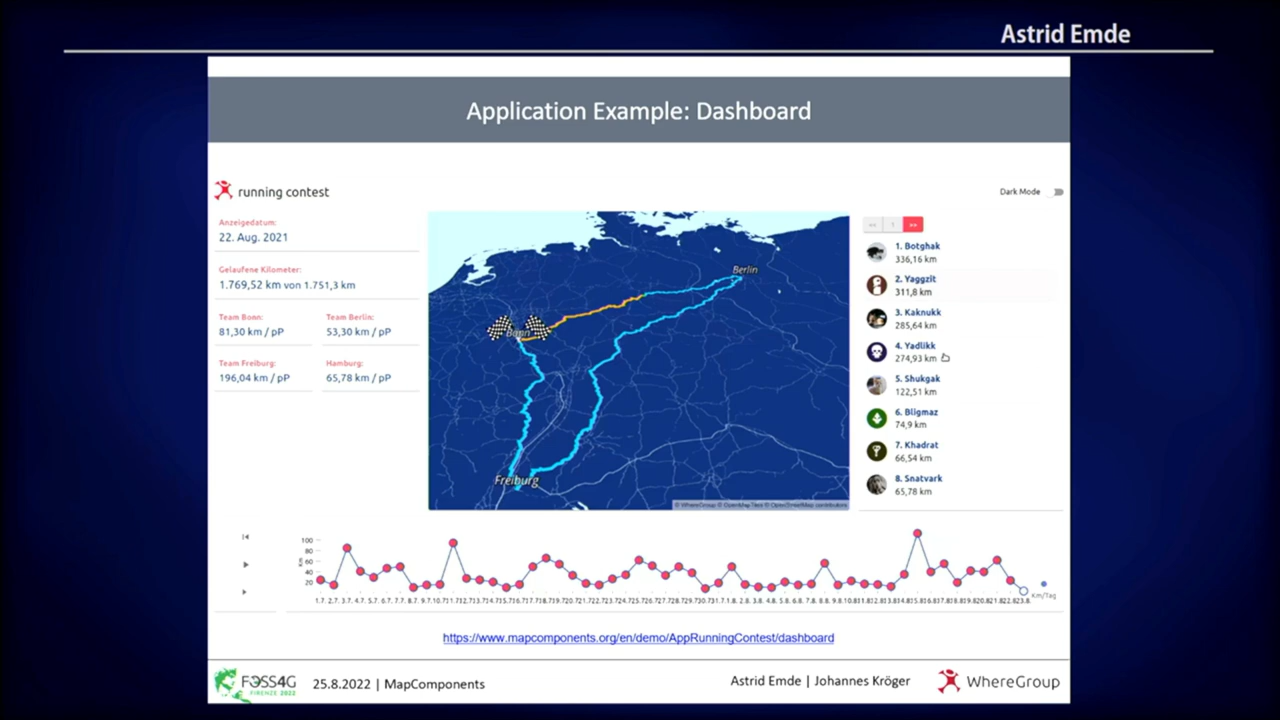 Astrid Emde
Application Example: Dashboard
running contest
Dark Mode
Anzeigedatum:
22. Aug. 2021
Gelaufene Kilometer:
1.769,52 km von 1.751,3 km
Team Bonn:
81,30 km / pP
Team Berlin:
53,30 km / pP
Team Freiburg:
196,04 km / pP
Hamburg:
65,78 km / pP
Berlin
Bonn
Freiburg
© WhereGroup © OpenMapTiles © OpenStreetMap contributors
<< 1 >>
1. Botghak
336,16 km
2. Yaggzit
311,8 km
3. Kaknukk
285,64 km
4. Yadlikk
274,93 km
5. Shukgak
122,51 km
6. Bligmaz
74,9 km
7. Khadrat
66,54 km
8. Snatvark
65,78 km
Km
100
80
60
40
20
Km/Tag
https://www.mapcomponents.org/en/demo/AppRunningContest/dashboard
FOSS4G
FIRENZE 2022
25.8.2022 | MapComponents
Astrid Emde | Johannes Kröger
WhereGroup